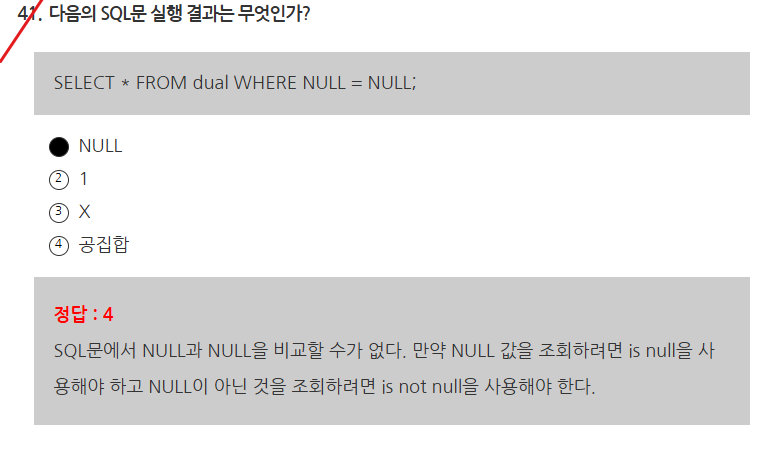 41. 다음의 SQL문 실행 결과는 무엇인가?
SELECT * FROM dual WHERE NULL = NULL;
NULL
② 1
③ X
④ 공집합
정답 : 4
SQL문에서 NULL과 NULL을 비교할 수가 없다. 만약 NULL 값을 조회하려면 is null을 사
용해야 하고 NULL이 아닌 것을 조회하려면 is not null을 사용해야 한다.